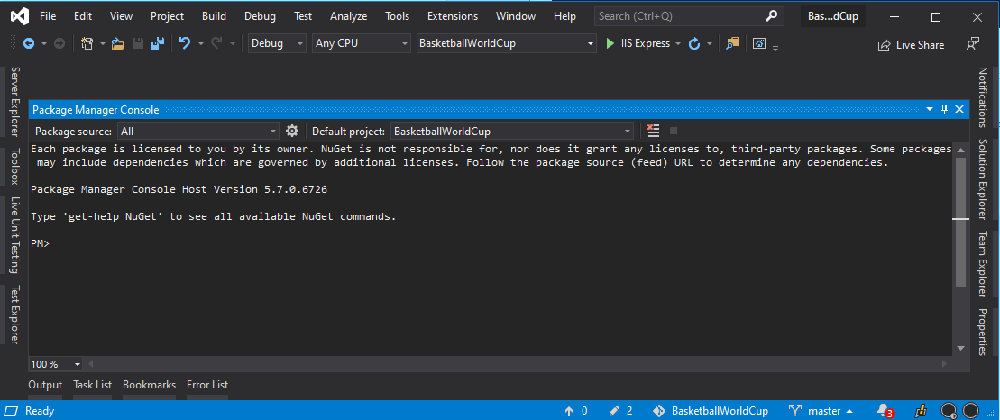 File Edit View Project Build Debug Test Analyze Tools Extensions Window Help Search (Ctrl+Q) Bas...dCup
Debug Any CPU BasketballWorldCup IIS Express Live Share
Server Explorer
Toolbox
Live Unit Testing
Test Explorer
Package Manager Console
Package source: All Default project: BasketballWorldCup
Each package is licensed to you by its owner. NuGet is not responsible for, nor does it grant any licenses to, third-party packages. Some packages
may include dependencies which are governed by additional licenses. Follow the package source (feed) URL to determine any dependencies.
Package Manager Console Host Version 5.7.0.6726
Type 'get-help NuGet' to see all available NuGet commands.
PM>
100 %
Notifications
Solution Explorer
Team Explorer
Properties
Output Task List Bookmarks Error List
Ready 0 2 BasketballWorldCup master 3